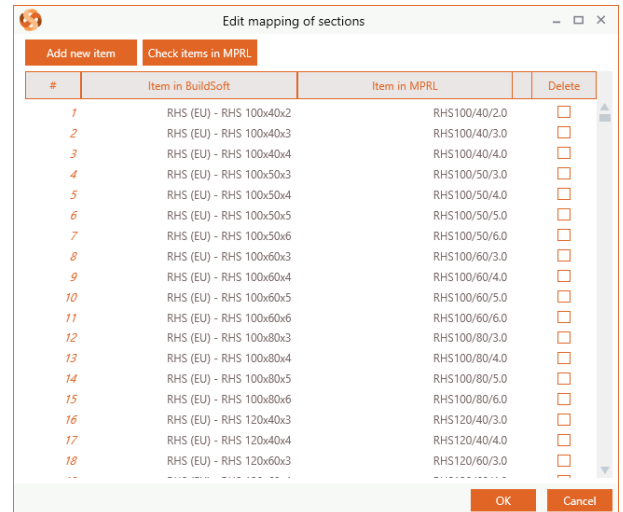 Edit mapping of sections
Add new item Check items in MPRL
# Item in BuildSoft Item in MPRL Delete
1 RHS (EU) - RHS 100x40x2 RHS100/40/2.0
2 RHS (EU) - RHS 100x40x3 RHS100/40/3.0
3 RHS (EU) - RHS 100x40x4 RHS100/40/4.0
4 RHS (EU) - RHS 100x50x3 RHS100/50/3.0
5 RHS (EU) - RHS 100x50x4 RHS100/50/4.0
6 RHS (EU) - RHS 100x50x5 RHS100/50/5.0
7 RHS (EU) - RHS 100x50x6 RHS100/50/6.0
8 RHS (EU) - RHS 100x60x3 RHS100/60/3.0
9 RHS (EU) - RHS 100x60x4 RHS100/60/4.0
10 RHS (EU) - RHS 100x60x5 RHS100/60/5.0
11 RHS (EU) - RHS 100x60x6 RHS100/60/6.0
12 RHS (EU) - RHS 100x80x3 RHS100/80/3.0
13 RHS (EU) - RHS 100x80x4 RHS100/80/4.0
14 RHS (EU) - RHS 100x80x5 RHS100/80/5.0
15 RHS (EU) - RHS 100x80x6 RHS100/80/6.0
16 RHS (EU) - RHS 120x40x3 RHS120/40/3.0
17 RHS (EU) - RHS 120x40x4 RHS120/40/4.0
18 RHS (EU) - RHS 120x60x3 RHS120/60/3.0
OK Cancel